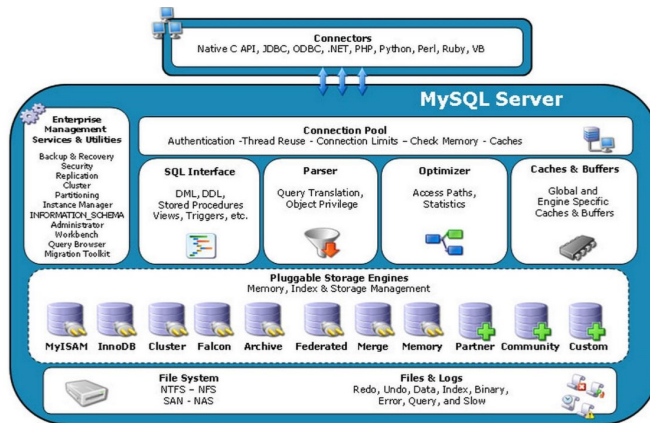 Connectors
Native C API, JDBC, ODBC, .NET, PHP, Python, Perl, Ruby, VB
MySQL Server
Enterprise
Management
Services & Utilities
Backup & Recovery
Security
Replication
Cluster
Partitioning
Instance Manager
INFORMATION_SCHEMA
Administrator
Workbench
Query Browser
Migration Toolkit
Connection Pool
Authentication -Thread Reuse - Connection Limits – Check Memory - Caches
SQL Interface
DML, DDL,
Stored Procedures
Views, Triggers, etc.
Parser
Query Translation,
Object Privilege
Optimizer
Access Paths,
Statistics
Caches & Buffers
Global and
Engine Specific
Caches & Buffers
Pluggable Storage Engines
Memory, Index & Storage Management
MyISAM InnoDB Cluster Falcon Archive Federated Merge Memory Partner Community Custom
File System
NTFS – NFS
SAN - NAS
Files & Logs
Redo, Undo, Data, Index, Binary,
Error, Query, and Slow